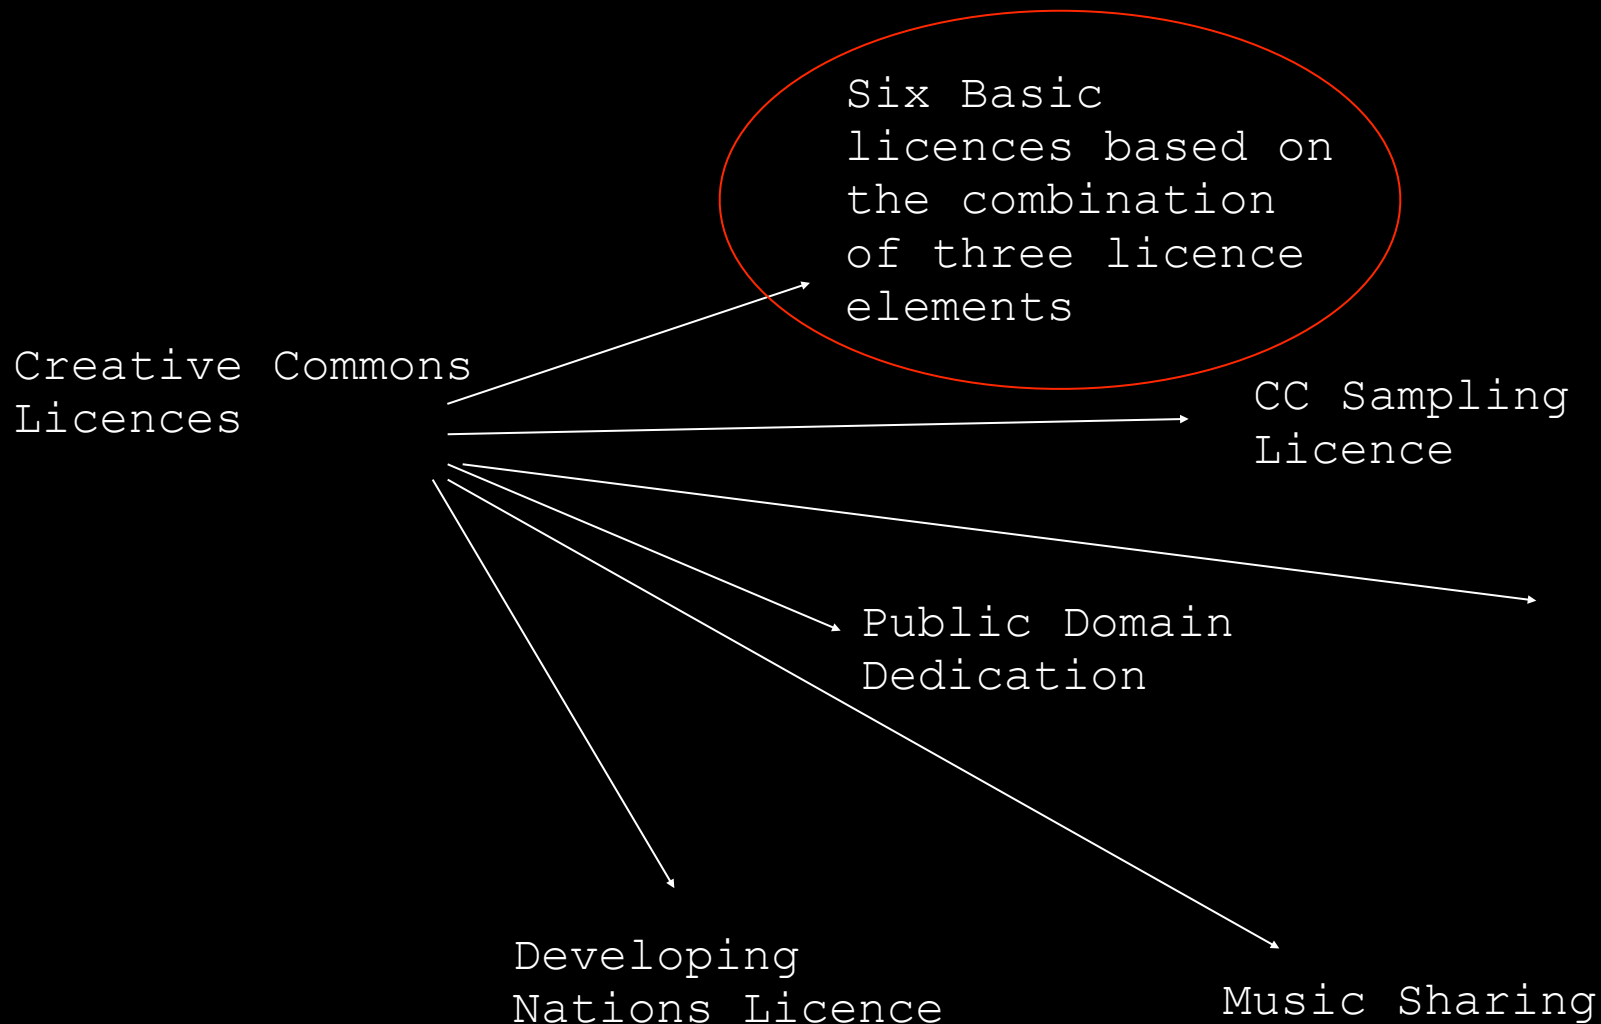 Six Basic
licences based on
the combination
of three licence
elements
Creative Commons
Licences
CC Sampling
Licence
Public Domain
Dedication
Developing
Nations Licence
Music Sharing